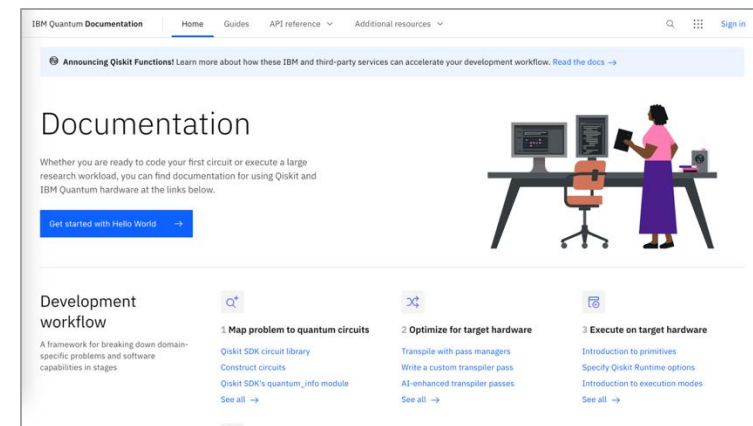 IBM Quantum Documentation Home Guides API reference Additional resources Sign in
Announcing Qiskit Functions! Learn more about how these IBM and third-party services can accelerate your development workflow. Read the docs →
Documentation
Whether you are ready to code your first circuit or execute a large
research workload, you can find documentation for using Qiskit and
IBM Quantum hardware at the links below.
Get started with Hello World →
Development
workflow
A framework for breaking down domain-
specific problems and software
capabilities in stages
1 Map problem to quantum circuits
Qiskit SDK circuit library
Construct circuits
Qiskit SDK's quantum_info module
See all →
2 Optimize for target hardware
Transpile with pass managers
Write a custom transpiler pass
AI-enhanced transpiler passes
See all →
3 Execute on target hardware
Introduction to primitives
Specify Qiskit Runtime options
Introduction to execution modes
See all →